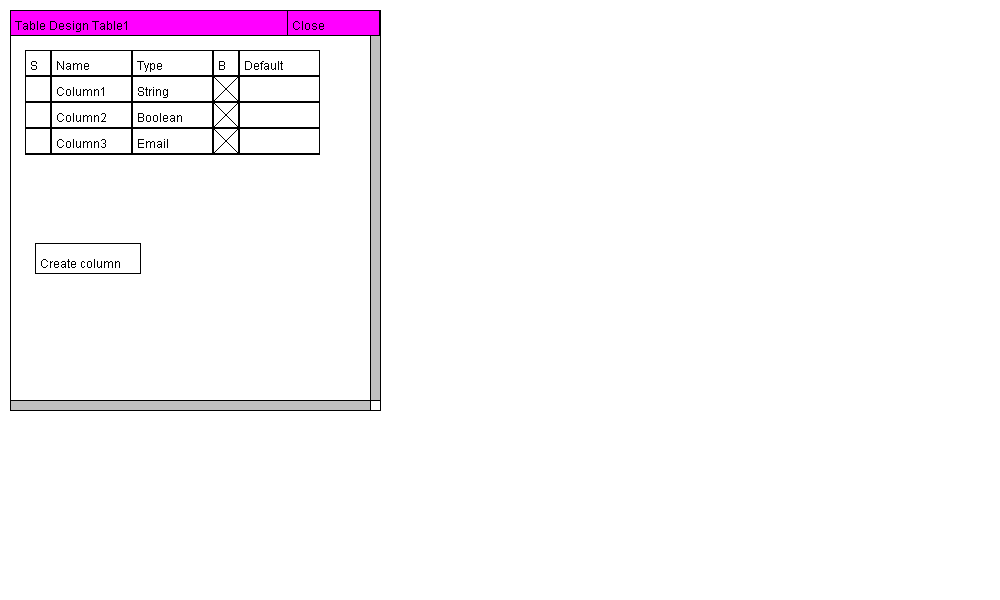 Table Design Table1 Close
S Name Type B Default
Column1 String
Column2 Boolean
Column3 Email
Create column